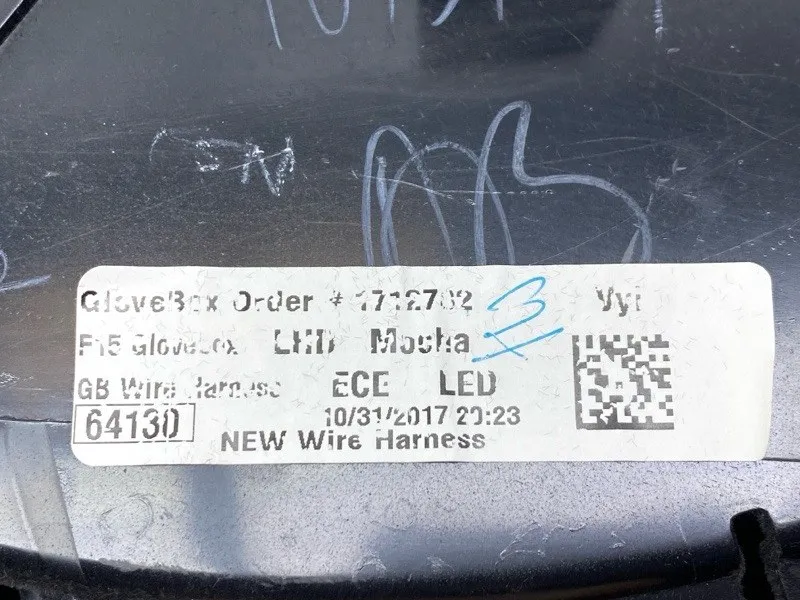 GloveBox Order # 1712702 3 Vyl
F15 Glovebox LHD Mocha
GB Wire Harness ECE LED
64130 10/31/2017 20:23
NEW Wire Harness